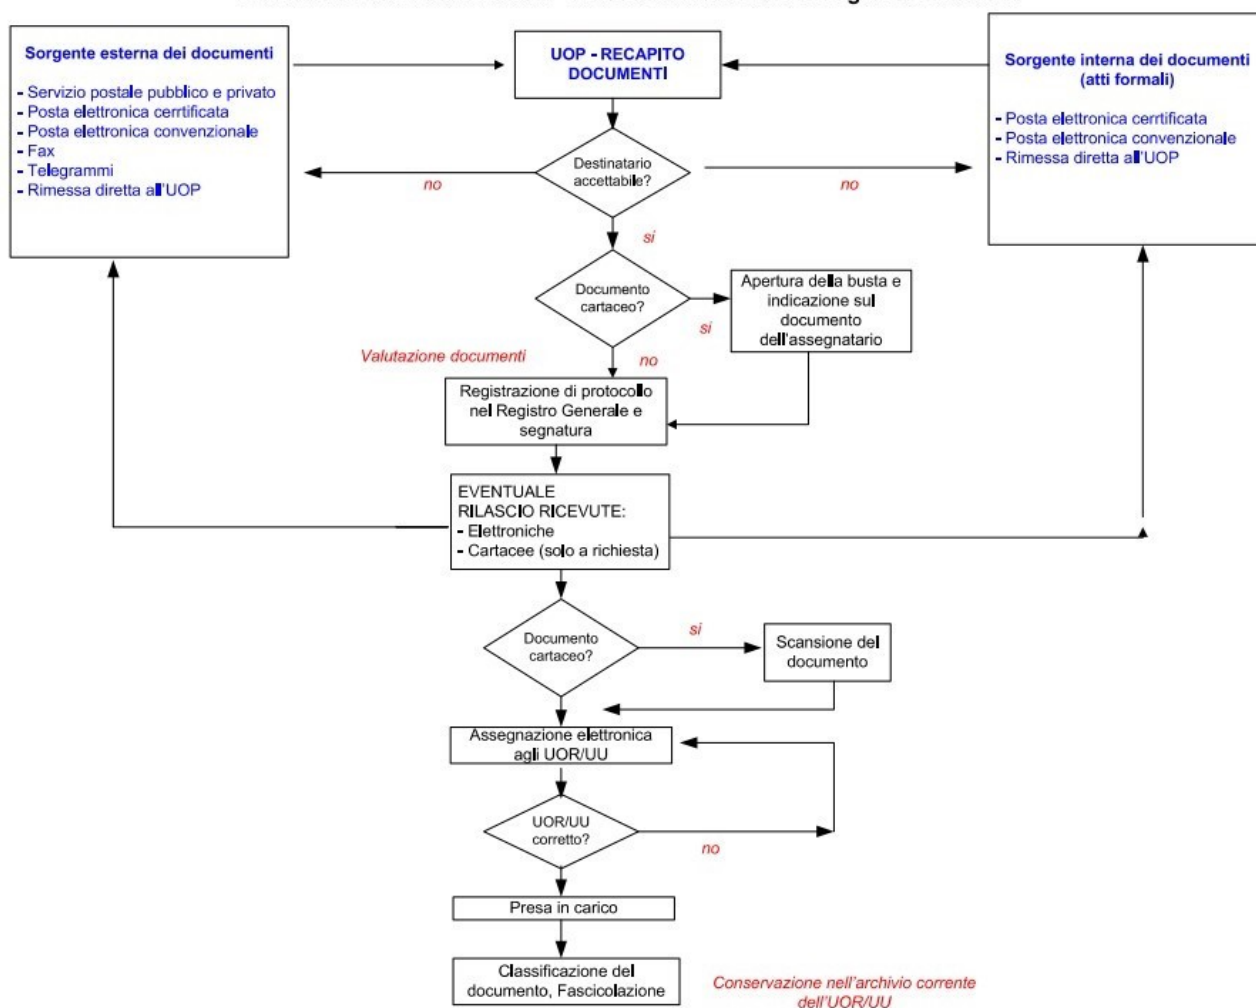 Sorgente esterna dei documenti
- Servizio postale pubblico e privato
- Posta elettronica cerrtificata
- Posta elettronica convenzionale
- Fax
- Telegrammi
- Rimessa diretta all'UOP
UOP - RECAPITO
DOCUMENTI
Sorgente interna dei documenti
(atti formali)
- Posta elettronica cerrtificata
- Posta elettronica convenzionale
- Rimessa diretta all'UOP
Destinatario
accettabile?
no
no
si
Documento
cartaceo?
si
Apertura della busta e
indicazione sul
documento
dell'assegnatario
Valutazione documenti
no
Registrazione di protocollo
nel Registro Generale e
segnatura
EVENTUALE
RILASCIO RICEVUTE:
- Elettroniche
- Cartacee (solo a richiesta)
Documento
cartaceo?
si
Scansione del
documento
Assegnazione elettronica
agli UOR/UU
UOR/UU
corretto?
no
Presa in carico
Classificazione del
documento, Fascicolazione
Conservazione nell'archivio corrente
dell'UOR/UU